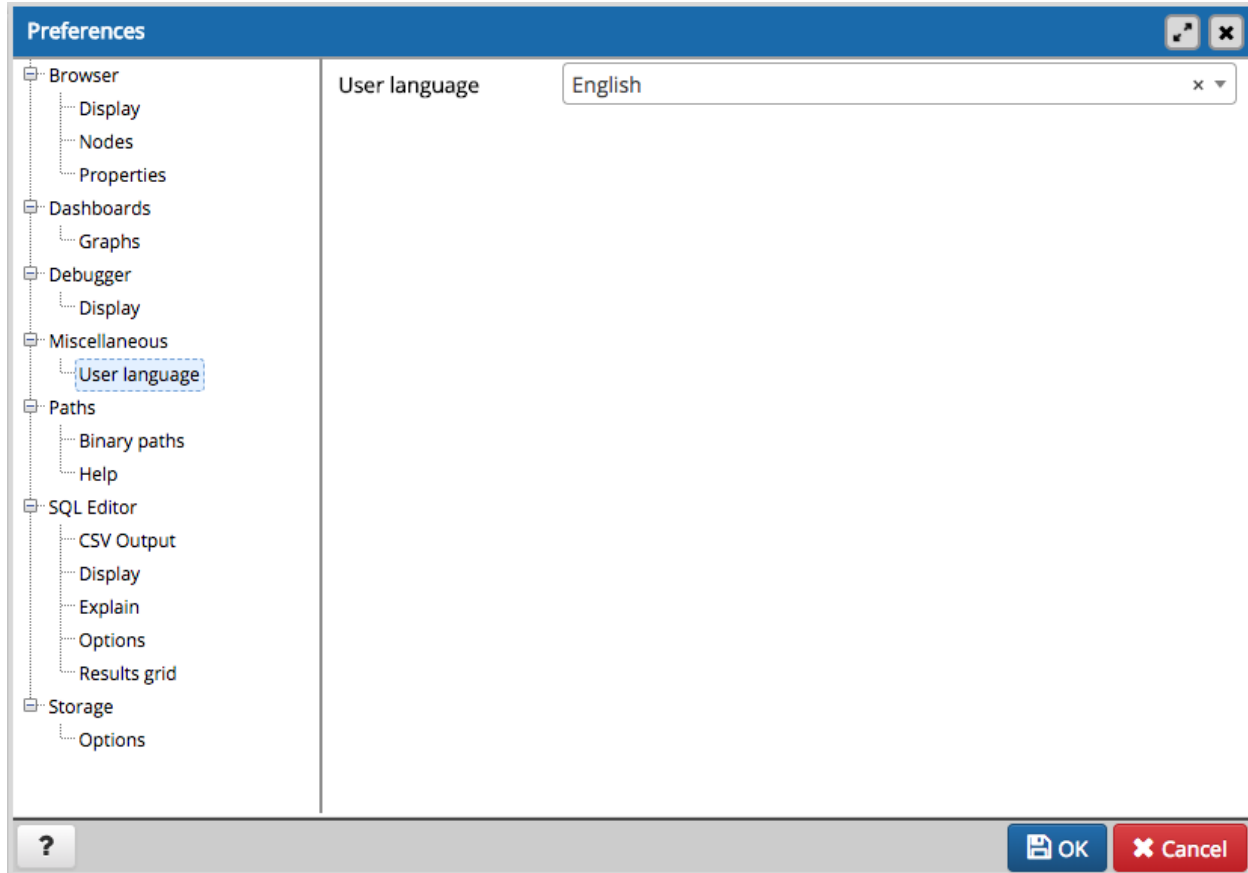 Preferences
Browser
Display
Nodes
Properties
Dashboards
Graphs
Debugger
Display
Miscellaneous
User language
Paths
Binary paths
Help
SQL Editor
CSV Output
Display
Explain
Options
Results grid
Storage
Options
User language English
?
OK
Cancel